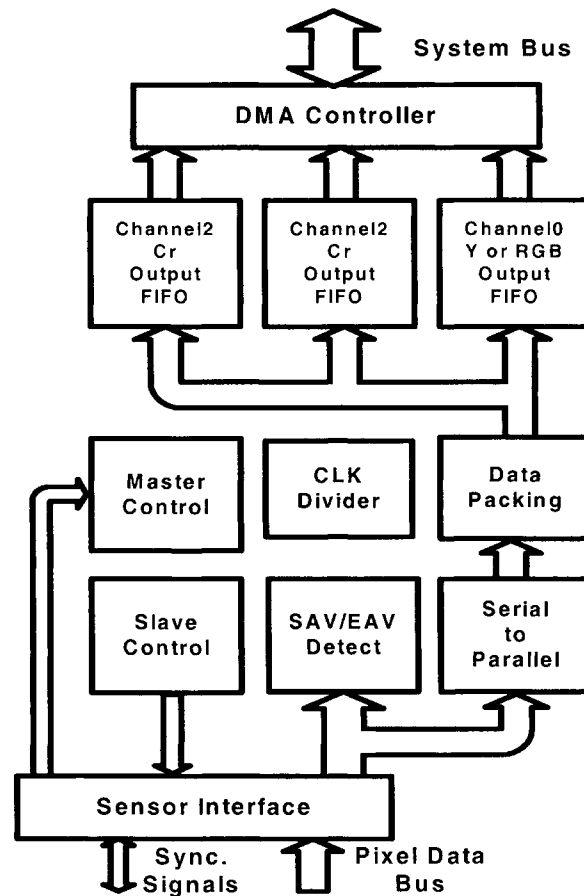 System Bus
DMA Controller
Channel2
Cr
Output
FIFO
Channel2
Cr
Output
FIFO
Channel0
Y or RGB
Output
FIFO
Master
Control
CLK
Divider
Data
Packing
Slave
Control
SAV/EAV
Detect
Serial
to
Parallel
Sensor Interface
Sync.
Signals
Pixel Data
Bus